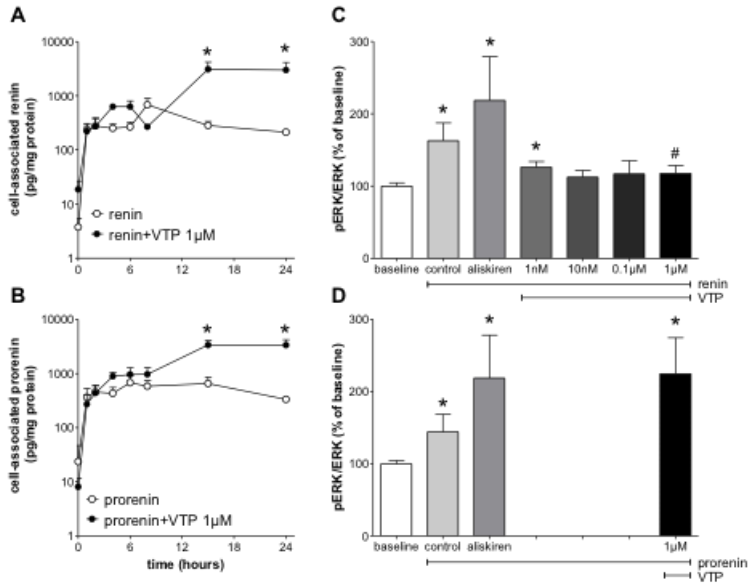 A
cell-associated renin
(pg/mg protein)
10000
1000
100
10
1
*
*
renin
renin+VTP 1µM
0
6
12
18
24
B
cell-associated prorenin
(pg/mg protein)
10000
1000
100
10
1
*
*
prorenin
prorenin+VTP 1µM
0
6
12
18
24
time (hours)
C
pERK/ERK (% of baseline)
300
200
100
0
*
*
*
#
baseline
control
aliskiren
1nM
10nM
0.1µM
1µM
renin
VTP
D
pERK/ERK (% of baseline)
300
200
100
0
*
*
*
baseline
control
aliskiren
1µM
prorenin
VTP